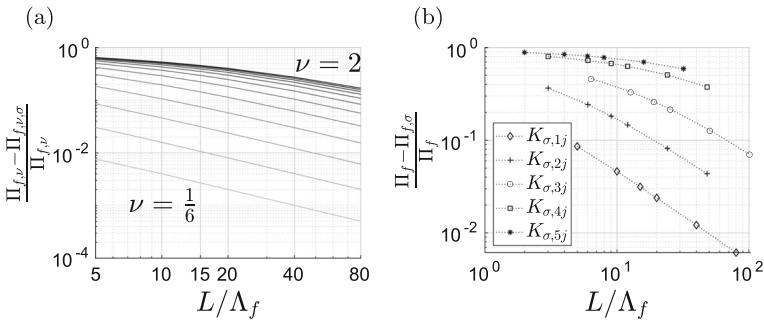 (a)
10^0
10^-2
10^-4
(Π_{f,ν} − Π_{f,ν,σ}) / Π_{f,ν}
ν = 2
ν = 1/6
5 10 15 20 40 80
L/Λ_f
(b)
10^0
10^-1
10^-2
(Π_f − Π_{f,σ}) / Π_f
K_{σ,1j}
K_{σ,2j}
K_{σ,3j}
K_{σ,4j}
K_{σ,5j}
10^0 10^1 10^2
L/Λ_f